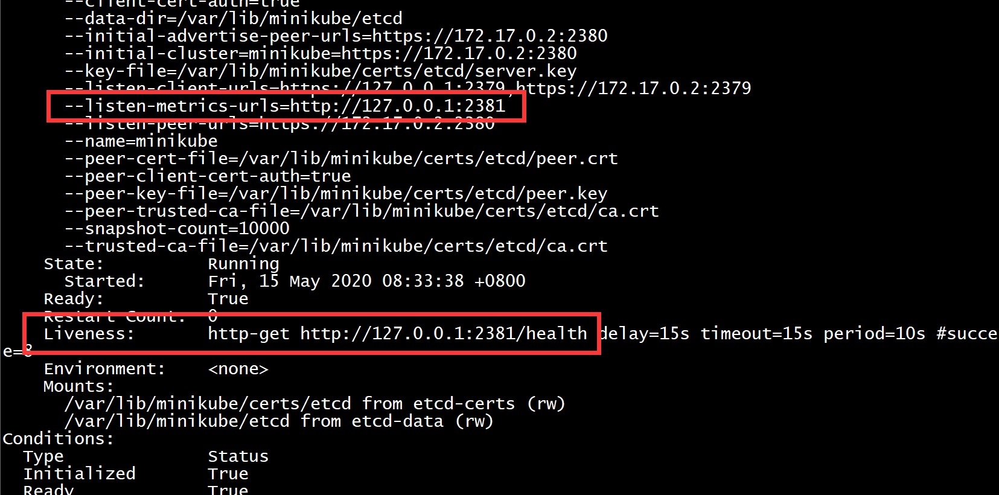 --client-cert-auth=true
--data-dir=/var/lib/minikube/etcd
--initial-advertise-peer-urls=https://172.17.0.2:2380
--initial-cluster=minikube=https://172.17.0.2:2380
--key-file=/var/lib/minikube/certs/etcd/server.key
--listen-client-urls=https://127.0.0.1:2379,https://172.17.0.2:2379
--listen-metrics-urls=http://127.0.0.1:2381
--listen-peer-urls=https://172.17.0.2:2380
--name=minikube
--peer-cert-file=/var/lib/minikube/certs/etcd/peer.crt
--peer-client-cert-auth=true
--peer-key-file=/var/lib/minikube/certs/etcd/peer.key
--peer-trusted-ca-file=/var/lib/minikube/certs/etcd/ca.crt
--snapshot-count=10000
--trusted-ca-file=/var/lib/minikube/certs/etcd/ca.crt
State: Running
Started: Fri, 15 May 2020 08:33:38 +0800
Ready: True
Restart Count: 0
Liveness: http-get http://127.0.0.1:2381/health delay=15s timeout=15s period=10s #succe
e=8
Environment: <none>
Mounts:
/var/lib/minikube/certs/etcd from etcd-certs (rw)
/var/lib/minikube/etcd from etcd-data (rw)
Conditions:
Type Status
Initialized True
Ready True